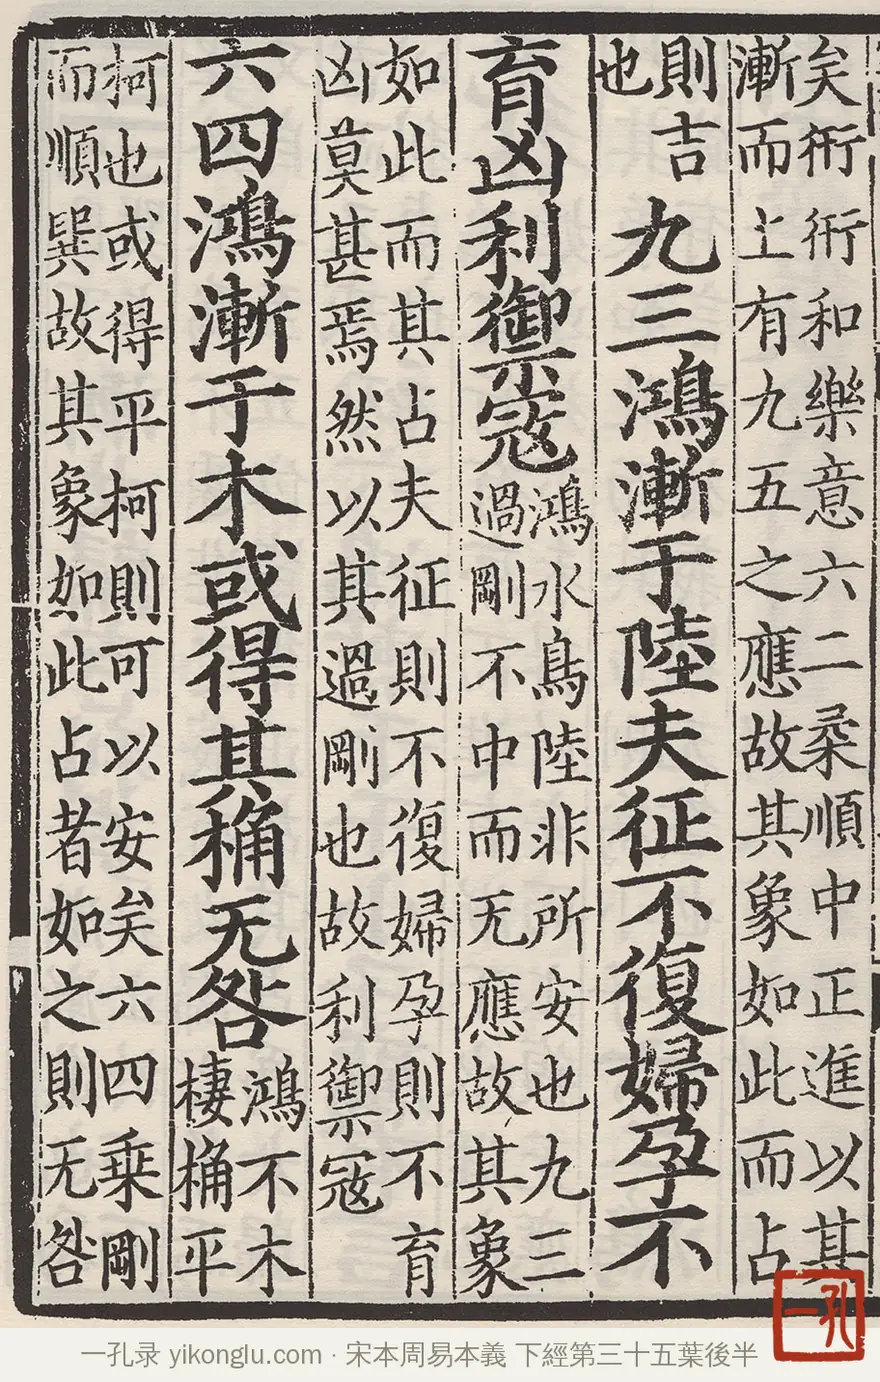 矣衎衎和樂意六二柔順中正進以其
漸而上有九五之應故其象如此而占
則吉
也
九三鴻漸于陸夫征不復婦孕不
育凶利禦寇
鴻水鳥陸非所安也九三
過剛不中而无應故其象
如此而其占夫征則不復婦孕則不育
凶莫甚焉然以其過剛也故利禦寇
六四鴻漸于木或得其桷无咎
鴻不木
棲桷平
柯也或得平柯則可以安矣六四乗剛
而順巽故其象如此占者如之則无咎
一孔
一孔录 yikonglu.com · 宋本周易本義 下經第三十五葉後半